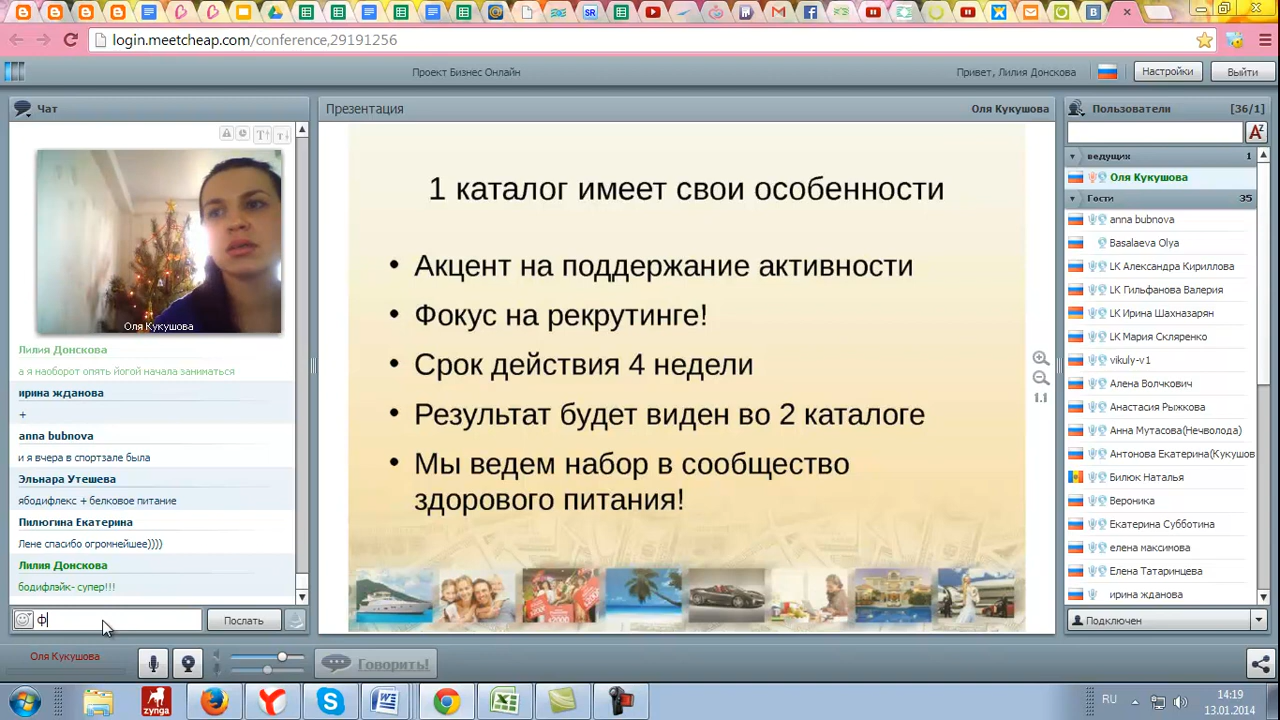 login.meetcheap.com/conference,29191256
Проект Бизнес Онлайн
Привет, Лилия Донскова
Настройки
Выйти
Чат
Оля Кукушова
Лилия Донскова
а я наоборот опять йогой начала заниматься
ирина жданова
+
anna bubnova
и я вчера в спортзале была
Эльнара Утешева
ябодифлекс + белковое питание
Пилюгина Екатерина
Лене спасибо огромнейшее))))
Лилия Донскова
бодифлэйк- супер!!!
ф
Послать
Оля Кукушова
Говорить!
Презентация
Оля Кукушова
1 каталог имеет свои особенности
• Акцент на поддержание активности
• Фокус на рекрутинге!
• Срок действия 4 недели
• Результат будет виден во 2 каталоге
• Мы ведем набор в сообщество
здорового питания!
1.1
Пользователи
[36/1]
ведущих 1
Оля Кукушова
Гости 35
anna bubnova
Basalaeva Olya
LK Александра Кириллова
LK Гильфанова Валерия
LK Ирина Шахназарян
LK Мария Скляренко
vikuly-v1
Алена Волчкович
Анастасия Рыжкова
Анна Мутасова(Нечволода)
Антонова Екатерина(Кукушов
Билюк Наталья
Вероника
Екатерина Субботина
елена максимова
Елена Татаринцева
ирина жданова
Подключен
zynga
RU
14:19
13.01.2014